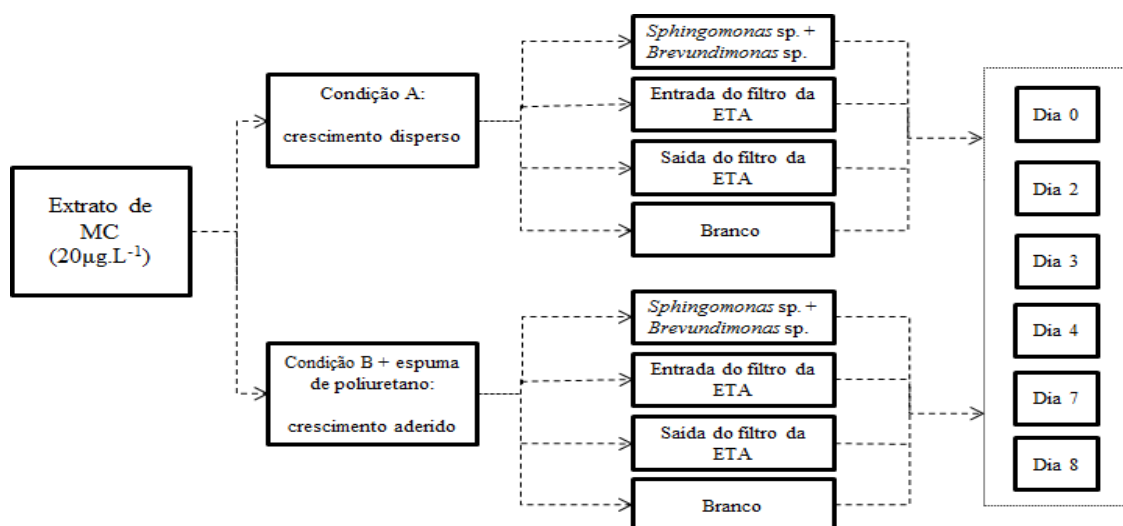 Extrato de
MC
(20µg.L⁻¹)
Condição A:
crescimento disperso
Sphingomonas sp. +
Brevundimonas sp.
Entrada do filtro da
ETA
Saída do filtro da
ETA
Branco
Condição B + espuma
de poliuretano:
crescimento aderido
Sphingomonas sp. +
Brevundimonas sp.
Entrada do filtro da
ETA
Saída do filtro da
ETA
Branco
Dia 0
Dia 2
Dia 3
Dia 4
Dia 7
Dia 8